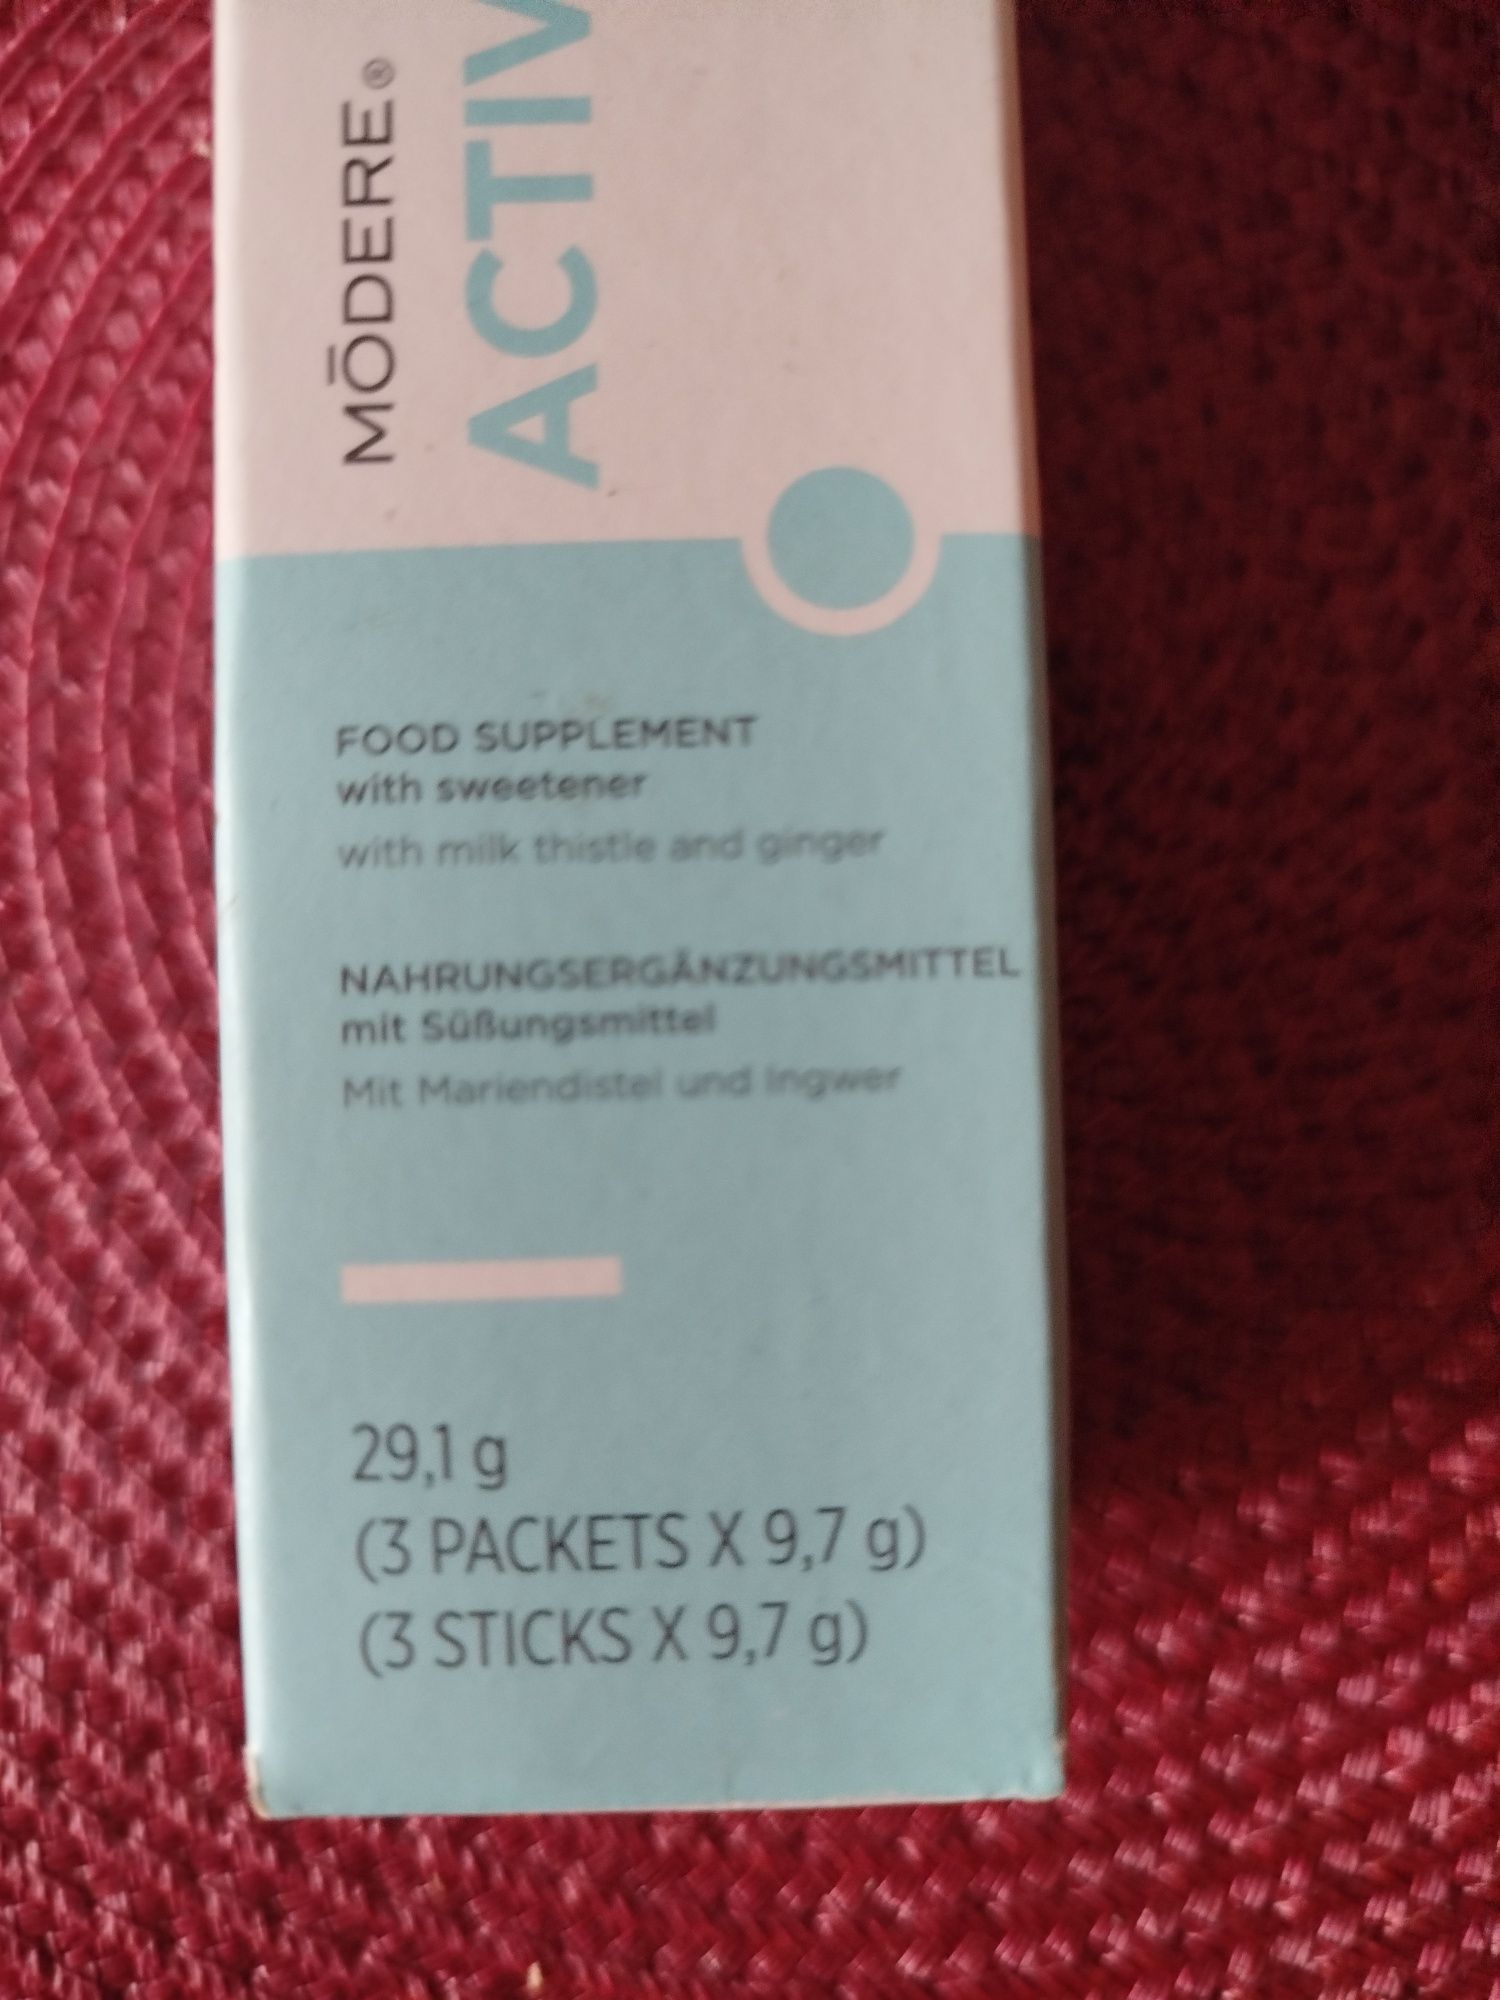 MŌDERE®
ACTIV
FOOD SUPPLEMENT
with sweetener
with milk thistle and ginger
NAHRUNGSERGÄNZUNGSMITTEL
mit Süßungsmittel
Mit Mariendistel und Ingwer
29,1 g
(3 PACKETS X 9,7 g)
(3 STICKS X 9,7 g)